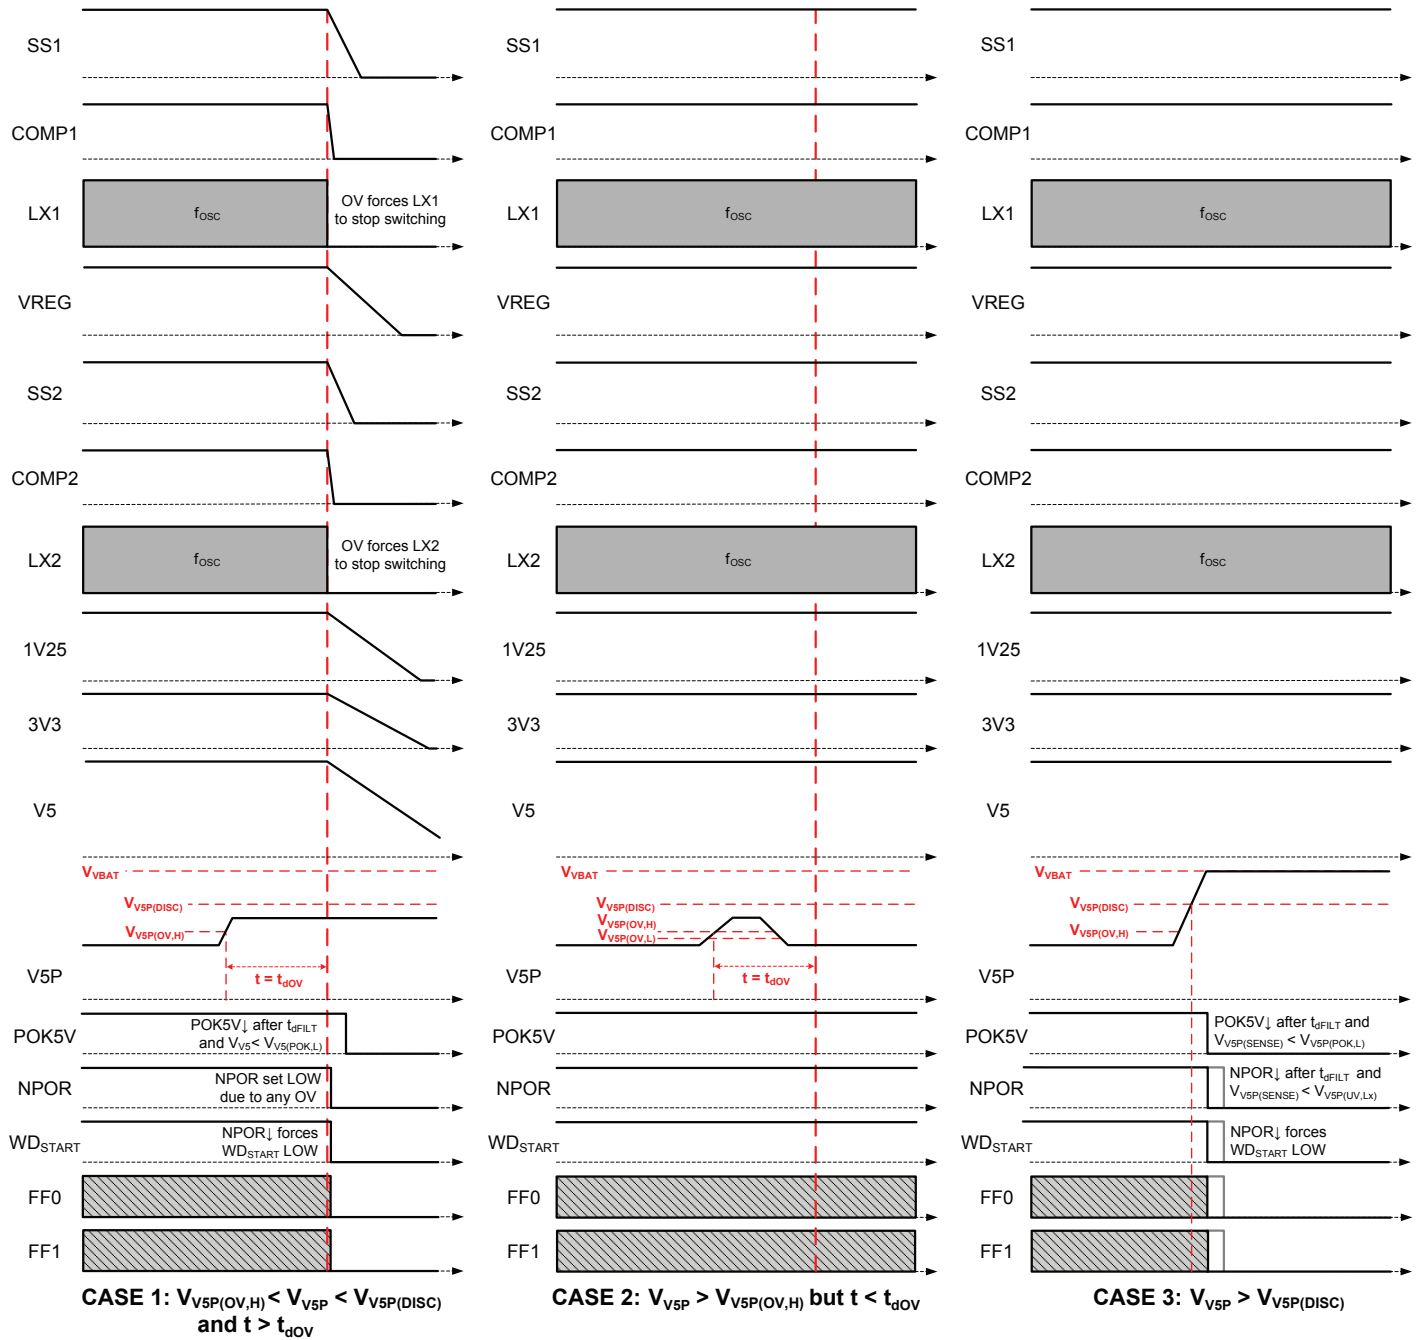 SS1
SS1
SS1
COMP1
COMP1
COMP1
LX1
fOSC
OV forces LX1
to stop switching
LX1
fOSC
LX1
fOSC
VREG
VREG
VREG
SS2
SS2
SS2
COMP2
COMP2
COMP2
LX2
fOSC
OV forces LX2
to stop switching
LX2
fOSC
LX2
fOSC
1V25
1V25
1V25
3V3
3V3
3V3
V5
V5
V5
VVBAT
VV5P(DISC)
VV5P(OV,H)
t = tdOV
V5P
VVBAT
VV5P(DISC)
VV5P(OV,H)
VV5P(OV,L)
t = tdOV
V5P
VVBAT
VV5P(DISC)
VV5P(OV,H)
V5P
POK5V
POK5V↓ after tdFILT
and VV5< VV5(POK,L)
POK5V
POK5V
POK5V↓ after tdFILT and
VV5P(SENSE) < VV5P(POK,L)
NPOR
NPOR set LOW
due to any OV
NPOR
NPOR
NPOR↓ after tdFILT and
VV5P(SENSE) < VV5P(UV,Lx)
WDSTART
NPOR↓ forces
WDSTART LOW
WDSTART
WDSTART
NPOR↓ forces
WDSTART LOW
FF0
FF0
FF0
FF1
FF1
FF1
CASE 1: VV5P(OV,H) < VV5P < VV5P(DISC)
and t > tdOV
CASE 2: VV5P > VV5P(OV,H) but t < tdOV
CASE 3: VV5P > VV5P(DISC)